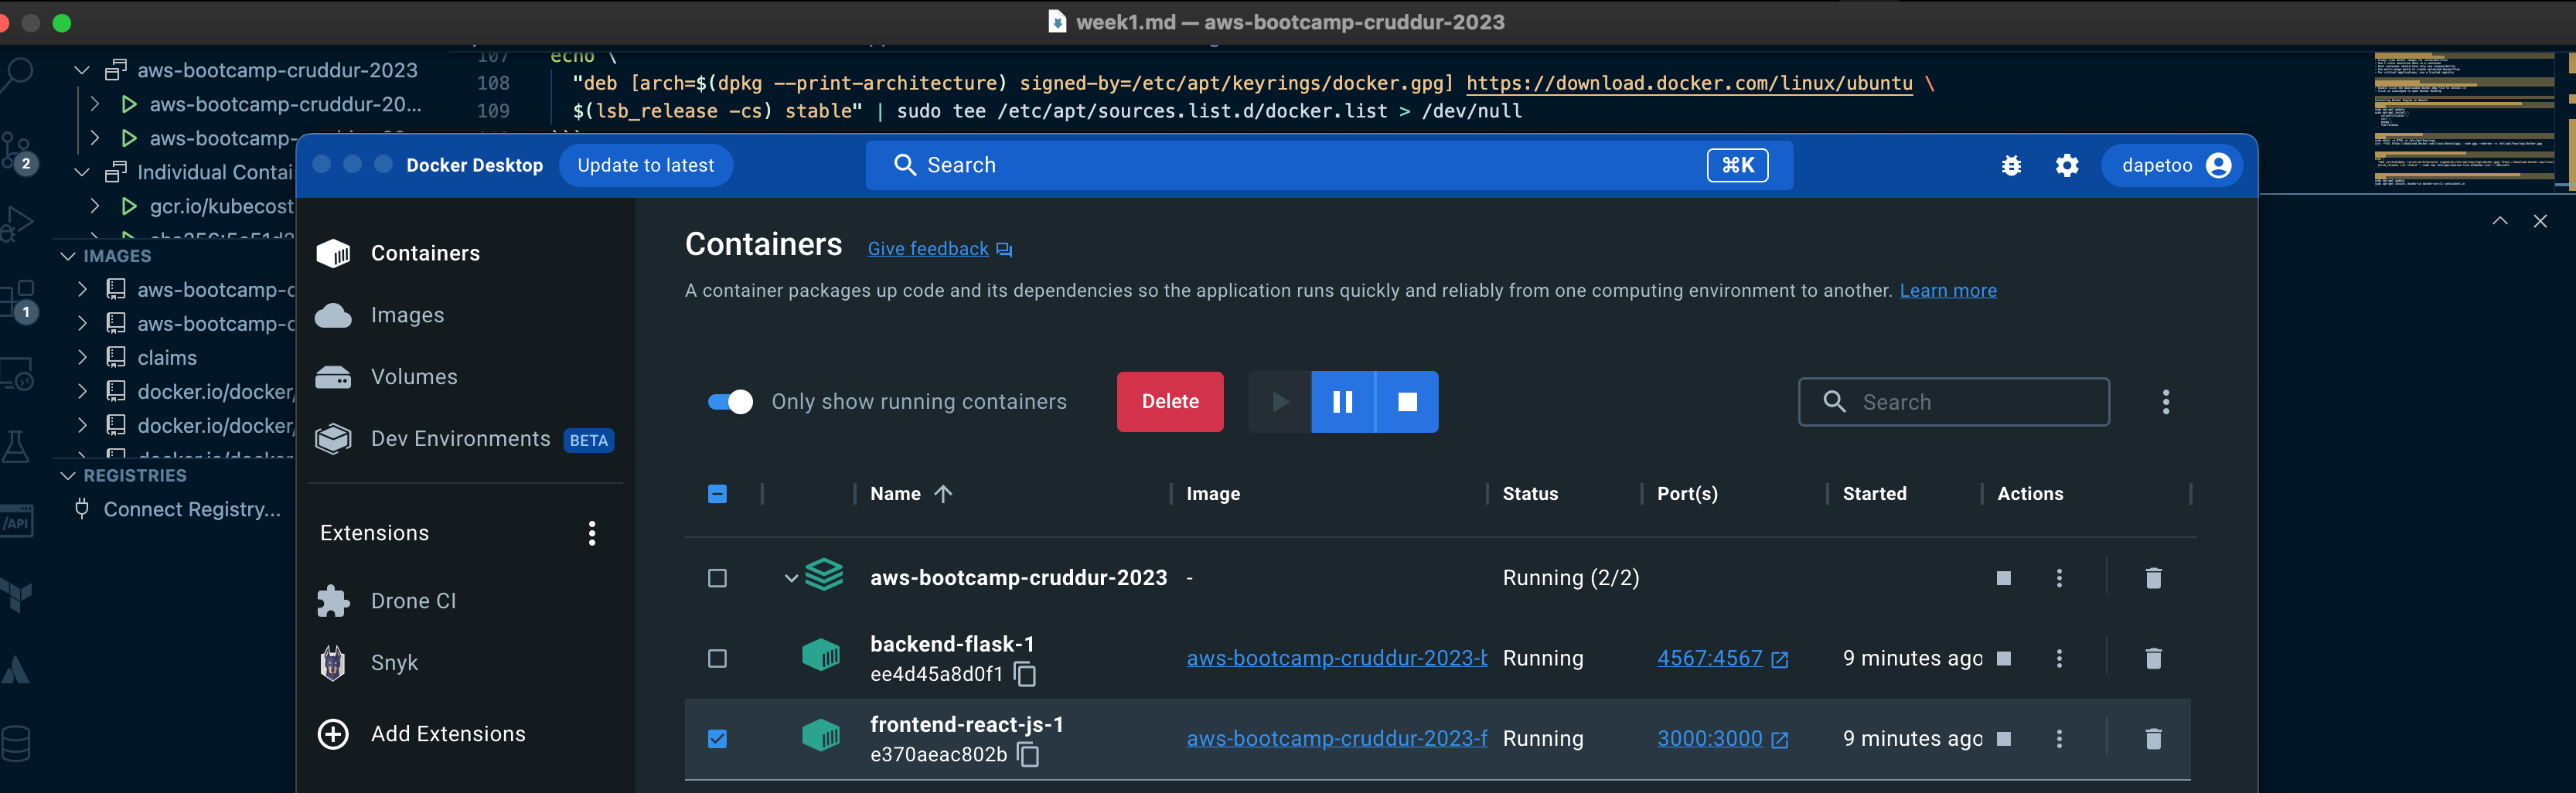 week1.md — aws-bootcamp-cruddur-2023
aws-bootcamp-cruddur-2023
aws-bootcamp-cruddur-20...
aws-bootcamp-
Individual Contai
gcr.io/kubecost
IMAGES
aws-bootcamp-c
aws-bootcamp-c
claims
docker.io/docker/
docker.io/docker/
REGISTRIES
Connect Registry...
2
1
/API
107 echo \
108 "deb [arch=$(dpkg --print-architecture) signed-by=/etc/apt/keyrings/docker.gpg] https://download.docker.com/linux/ubuntu \
109 $(lsb_release -cs) stable" | sudo tee /etc/apt/sources.list.d/docker.list > /dev/null
Docker Desktop Update to latest Search ⌘K dapetoo
Containers
Images
Volumes
Dev Environments BETA
Extensions
Drone CI
Snyk
Add Extensions
Containers Give feedback
A container packages up code and its dependencies so the application runs quickly and reliably from one computing environment to another. Learn more
Only show running containers Delete Search
Name Image Status Port(s) Started Actions
aws-bootcamp-cruddur-2023 - Running (2/2)
backend-flask-1
ee4d45a8d0f1 aws-bootcamp-cruddur-2023-b Running 4567:4567 9 minutes ago
frontend-react-js-1
e370aeac802b aws-bootcamp-cruddur-2023-f Running 3000:3000 9 minutes ago